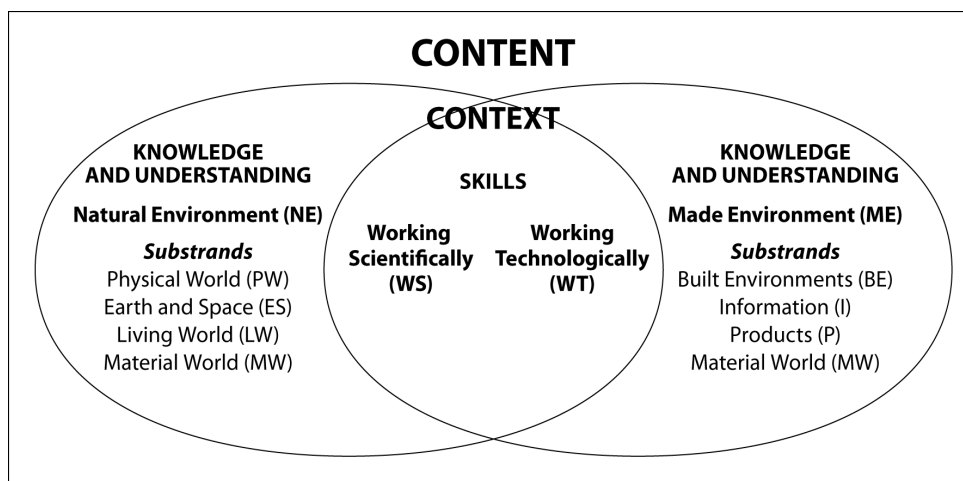 CONTENT
CONTEXT
KNOWLEDGE
AND UNDERSTANDING
Natural Environment (NE)
Substrands
Physical World (PW)
Earth and Space (ES)
Living World (LW)
Material World (MW)
SKILLS
Working
Scientifically
(WS)
Working
Technologically
(WT)
KNOWLEDGE
AND UNDERSTANDING
Made Environment (ME)
Substrands
Built Environments (BE)
Information (I)
Products (P)
Material World (MW)